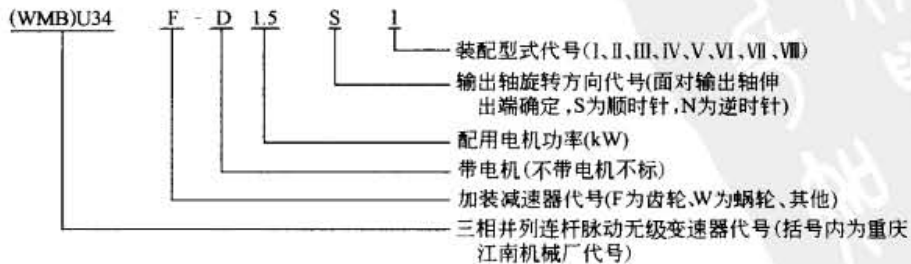 (WMB)U34 F - D 1.5 S I
装配型式代号(I、II、III、IV、V、VI、VII、VIII)
输出轴旋转方向代号(面对输出轴伸
出端确定,S为顺时针,N为逆时针)
配用电机功率(kW)
带电机(不带电机不标)
加装减速器代号(F为齿轮、W为蜗轮、其他)
三相并列连杆脉动无级变速器代号(括号内为重庆
江南机械厂代号)